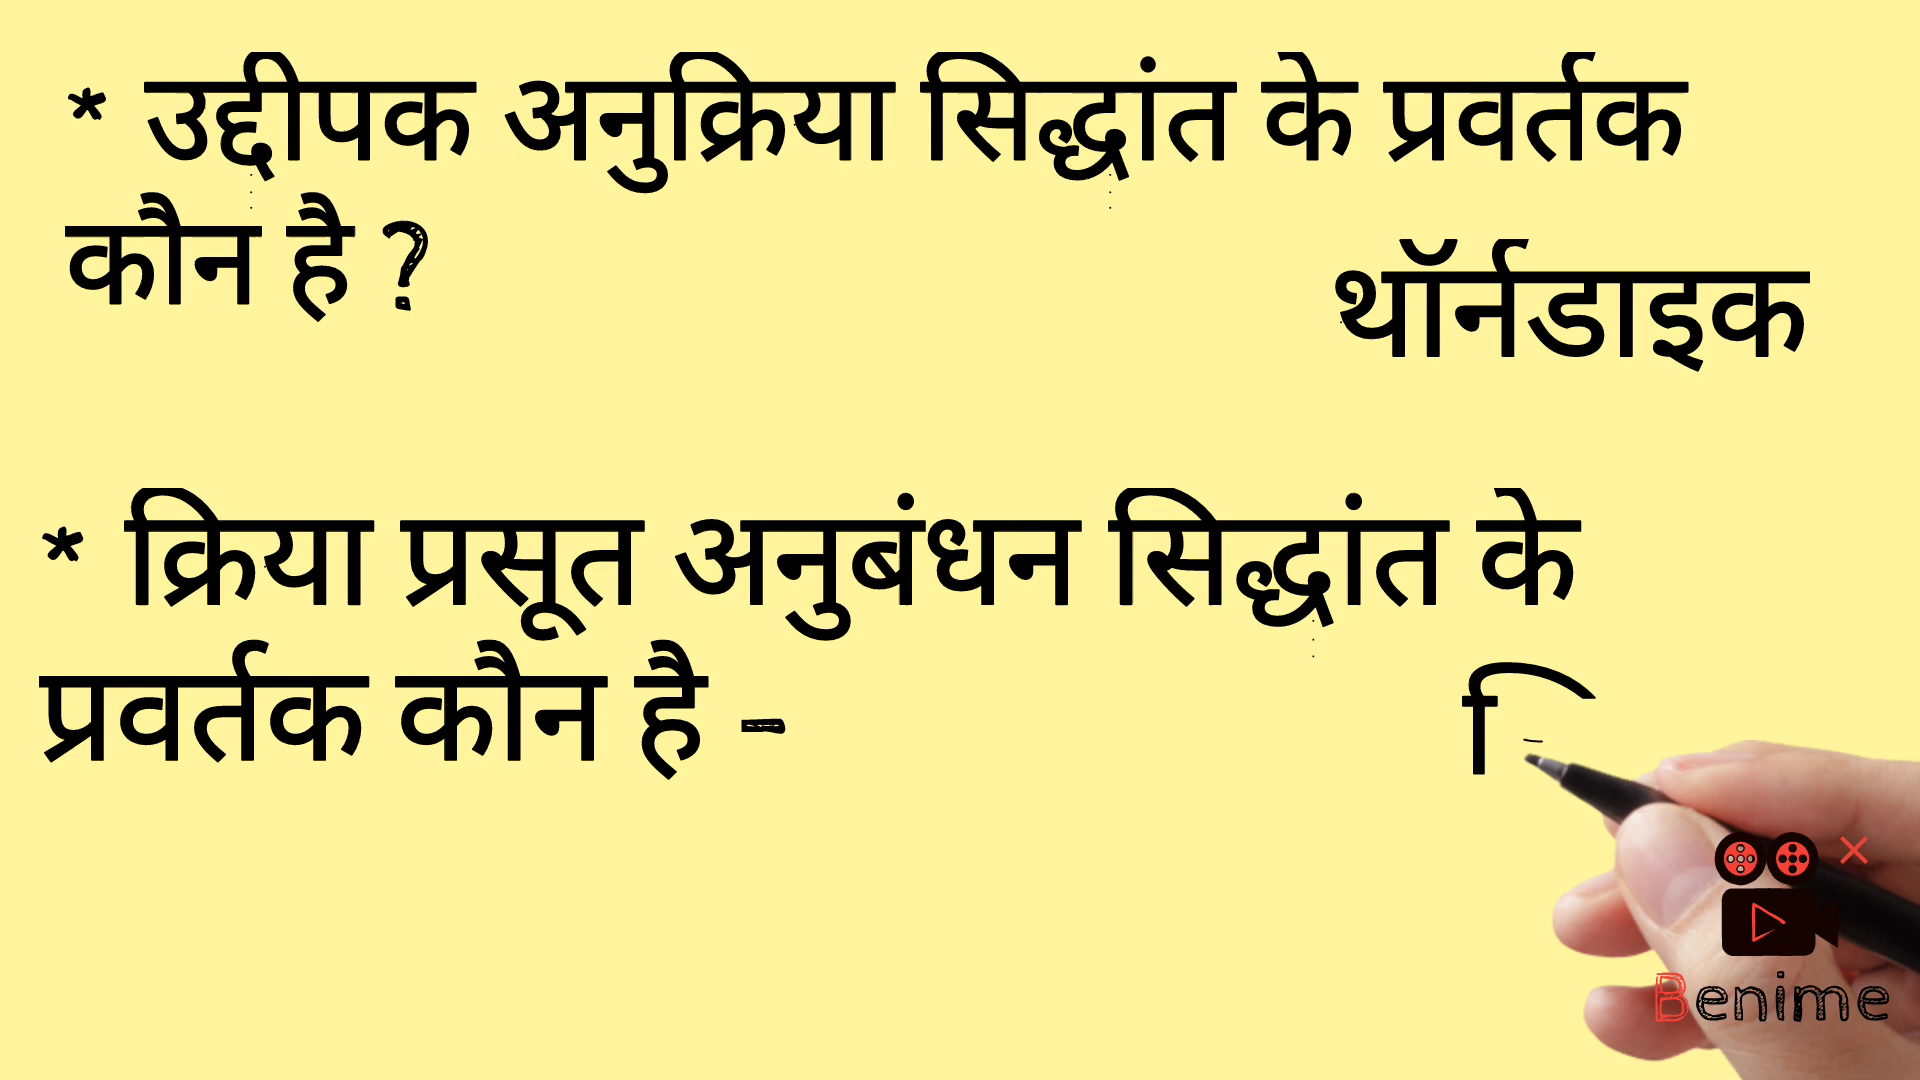 * उद्दीपक अनुक्रिया सिद्धांत के प्रवर्तक
कौन है ?
थॉर्नडाइक
* क्रिया प्रसूत अनुबंधन सिद्धांत के
प्रवर्तक कौन है -
Benime